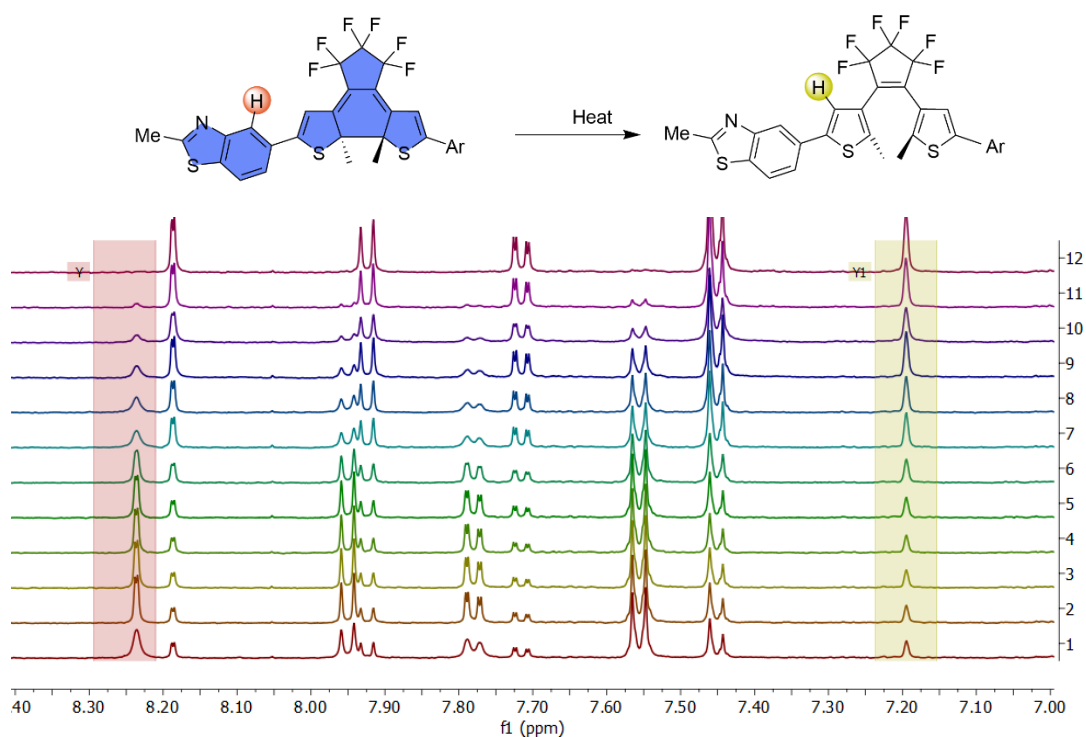 F F F F
F F F F
F F F F
H
H
Heat
Me
N
S
S
S
Ar
Me
N
S
S
S
Ar
Y
Y1
12
11
10
9
8
7
6
5
4
3
2
1
.40 8.30 8.20 8.10 8.00 7.90 7.80 7.70 7.60 7.50 7.40 7.30 7.20 7.10 7.00
f1 (ppm)